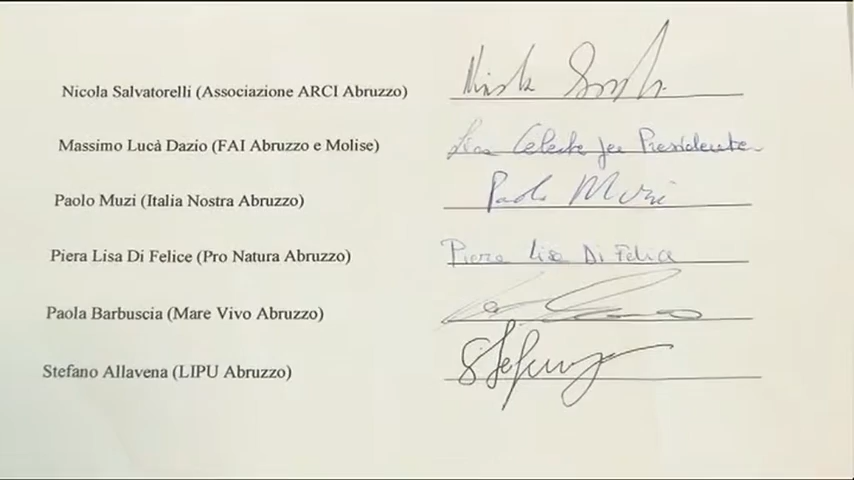 Nicola Salvatorelli (Associazione ARCI Abruzzo)
Massimo Lucà Dazio (FAI Abruzzo e Molise) Celeste per Presidente
Paolo Muzi (Italia Nostra Abruzzo) Paolo Muzi
Piera Lisa Di Felice (Pro Natura Abruzzo) Piera Lisa Di Felice
Paola Barbuscia (Mare Vivo Abruzzo)
Stefano Allavena (LIPU Abruzzo)